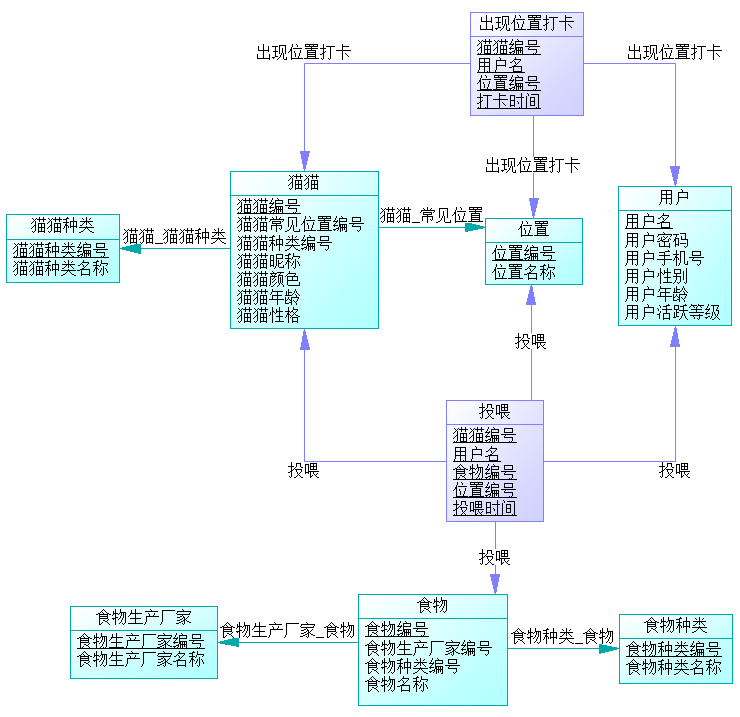 出现位置打卡
猫猫编号
用户名
位置编号
打卡时间
出现位置打卡
出现位置打卡
出现位置打卡
猫猫
猫猫编号
猫猫常见位置编号
猫猫种类编号
猫猫昵称
猫猫颜色
猫猫年龄
猫猫性格
猫猫_常见位置
位置
位置编号
位置名称
用户
用户名
用户密码
用户手机号
用户性别
用户年龄
用户活跃等级
猫猫种类
猫猫种类编号
猫猫种类名称
猫猫_猫猫种类
投喂
投喂
猫猫编号
用户名
食物编号
位置编号
投喂时间
投喂
投喂
投喂
食物生产厂家
食物生产厂家编号
食物生产厂家名称
食物生产厂家_食物
食物
食物编号
食物生产厂家编号
食物种类编号
食物名称
食物种类_食物
食物种类
食物种类编号
食物种类名称